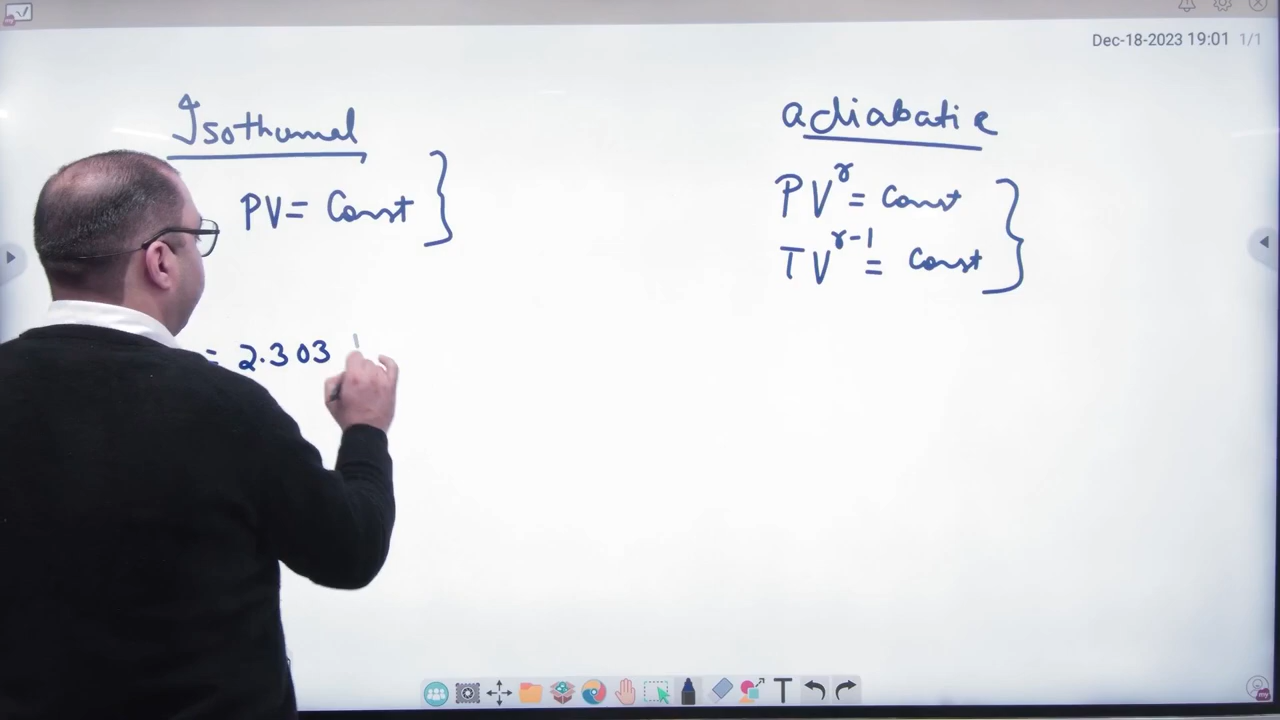 Dec-18-2023 19:01 1/1
Isothermal
PV = Const
= 2.303
adiabatic
PV^γ = Const
TV^γ-1 = Const
T